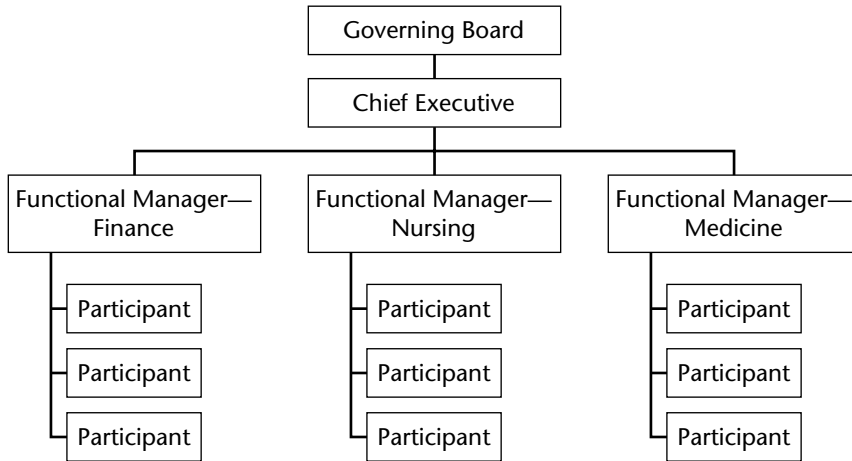 Governing Board
Chief Executive
Functional Manager—
Finance
Functional Manager—
Nursing
Functional Manager—
Medicine
Participant
Participant
Participant
Participant
Participant
Participant
Participant
Participant
Participant